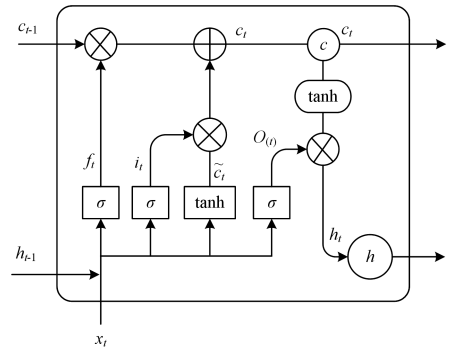 c_{t-1}
c_t
c
c_t
tanh
O_{(t)}
f_t
i_t
c̃_t
σ
σ
tanh
σ
h_t
h_{t-1}
h
x_t